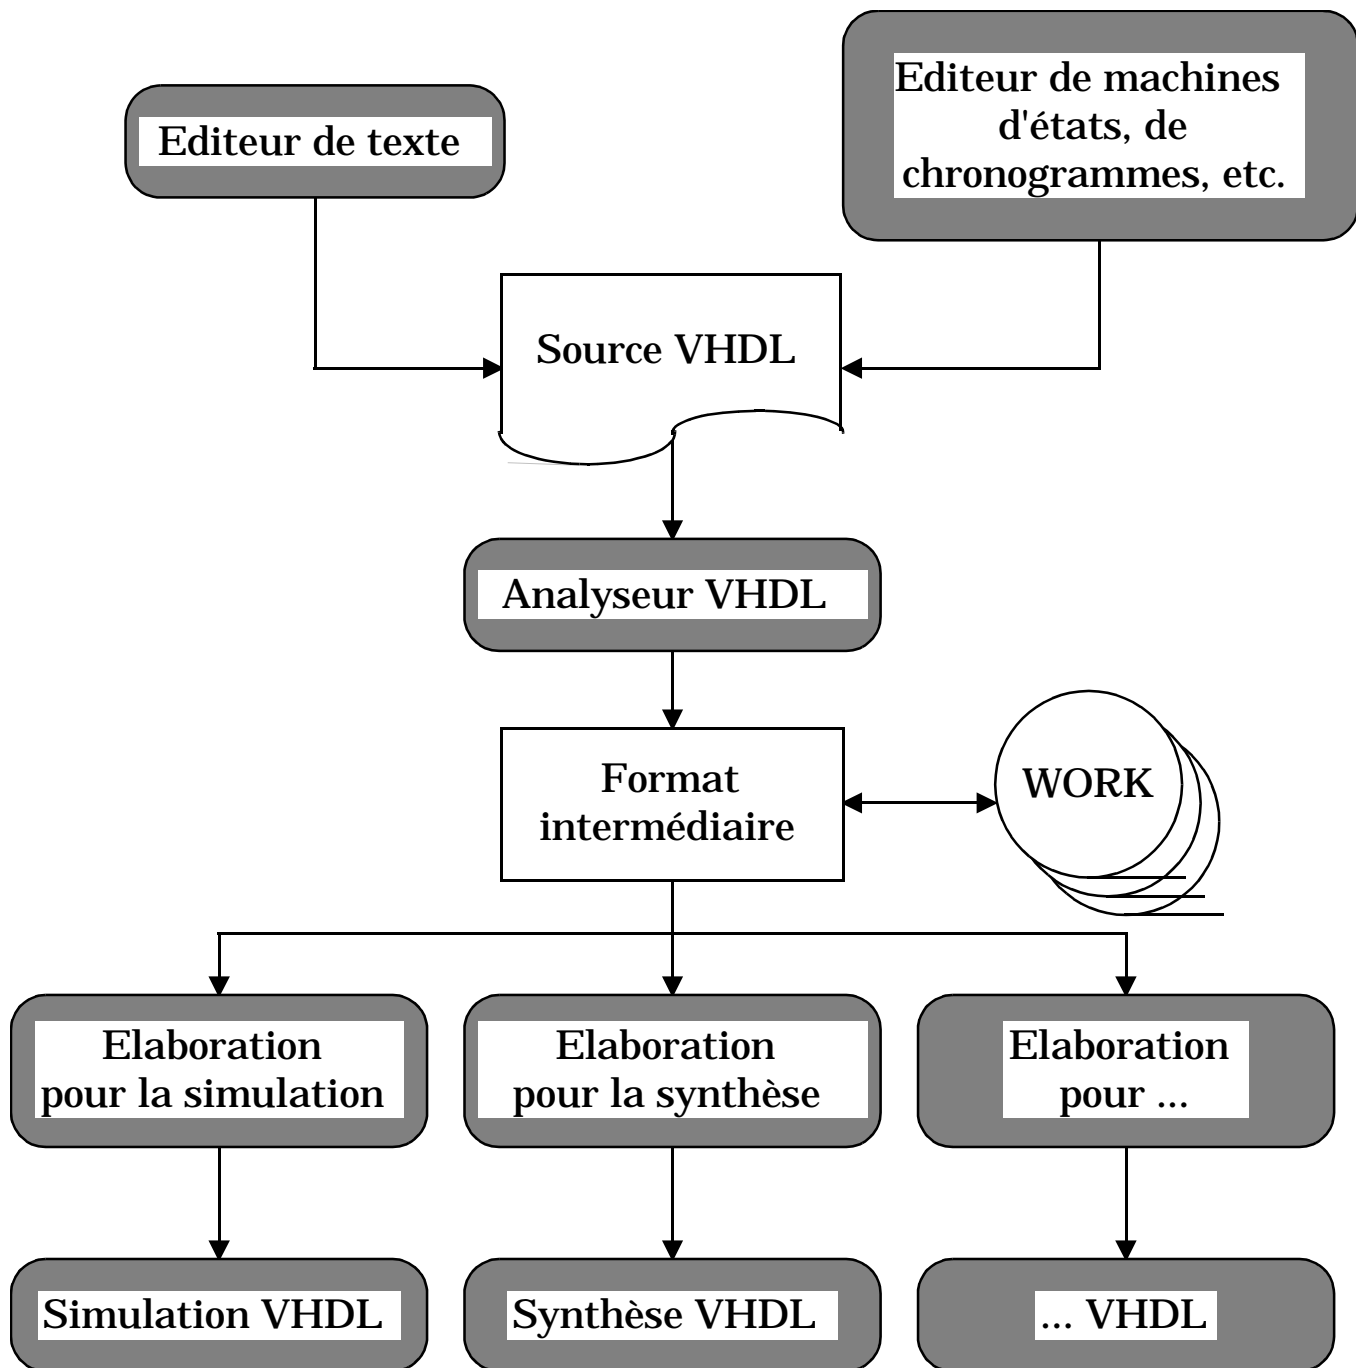 Editeur de texte
Editeur de machines
d'états, de
chronogrammes, etc.
Source VHDL
Analyseur VHDL
Format
intermédiaire
WORK
Elaboration
pour la simulation
Elaboration
pour la synthèse
Elaboration
pour ...
Simulation VHDL
Synthèse VHDL
... VHDL